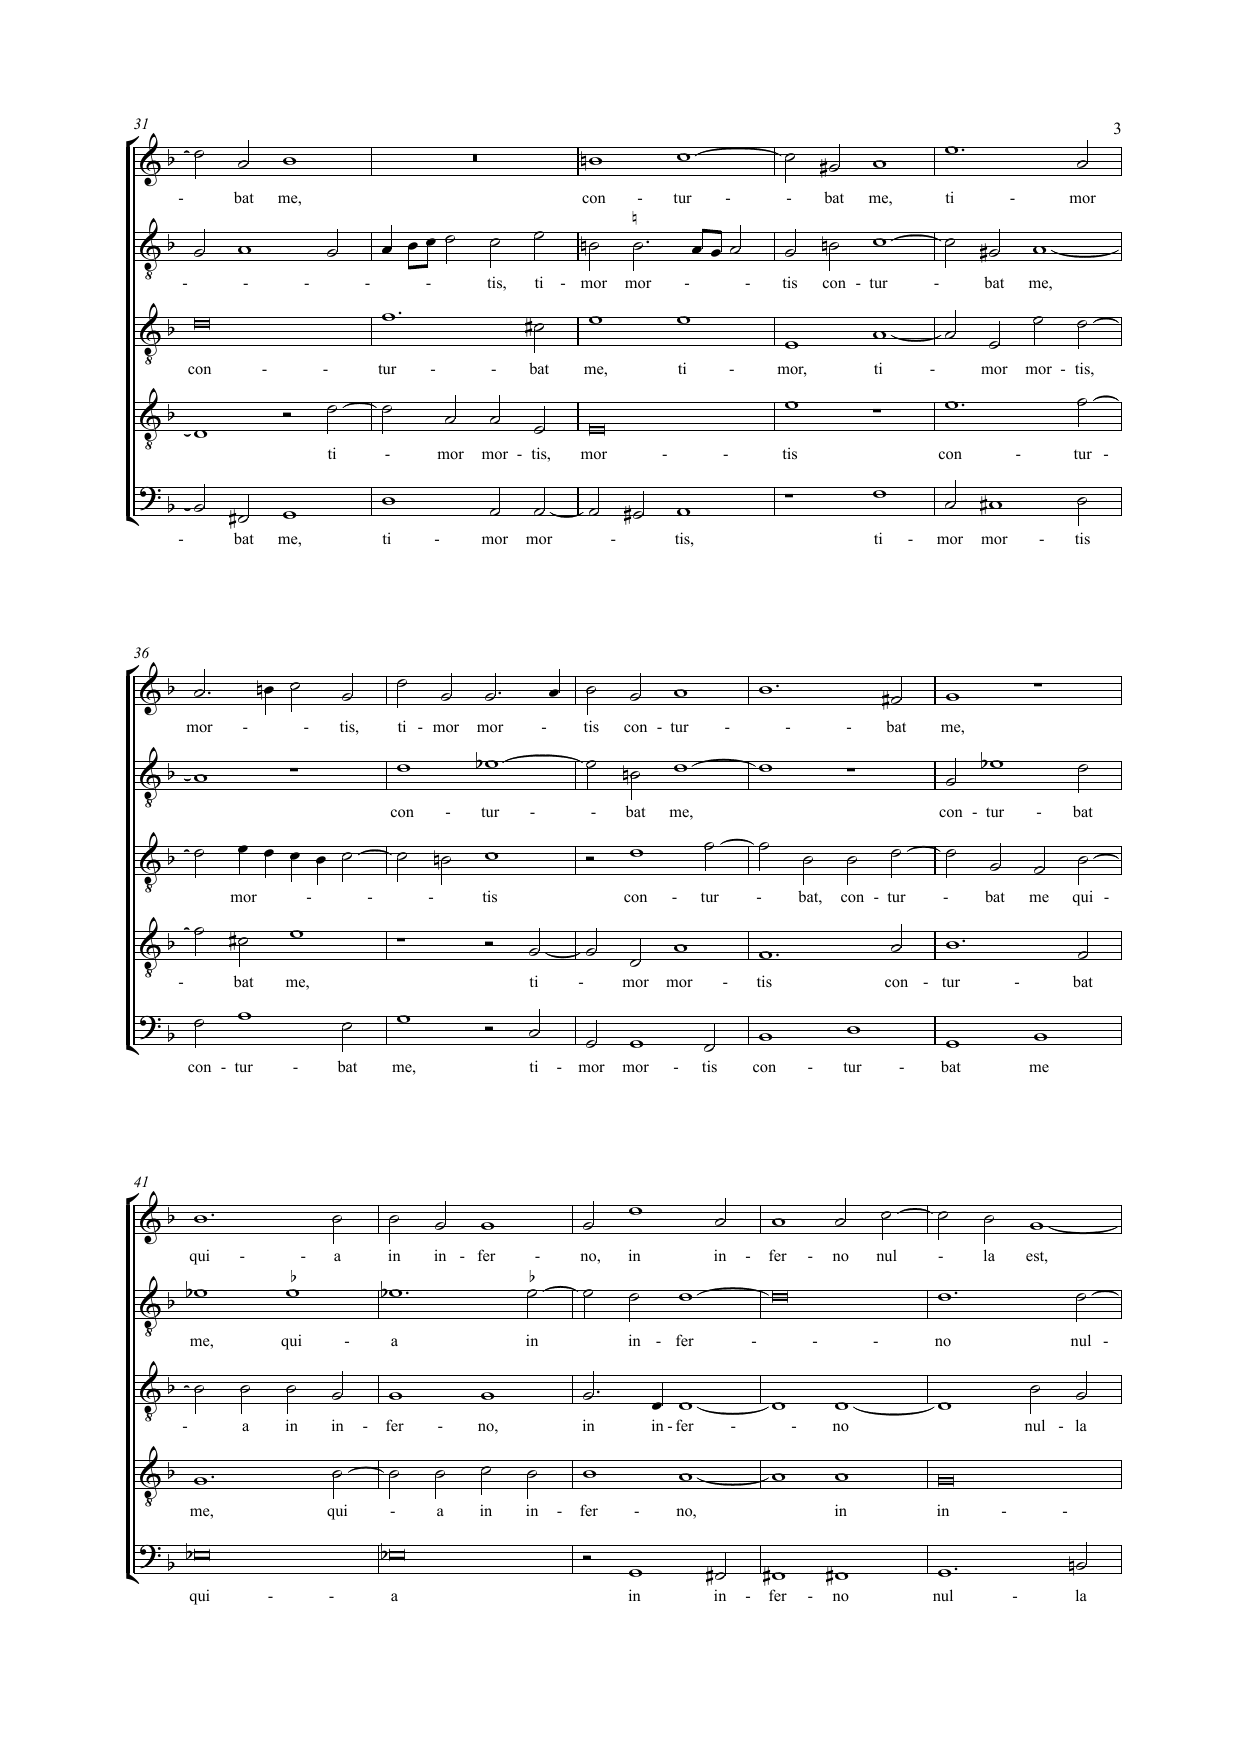 31
3
- bat me, con - tur - - bat me, ti - mor
- - - - - tis, ti - mor mor - - tis con - tur - bat me,
con - - tur - - bat me, ti - mor, ti - mor mor - tis,
ti - mor mor - tis, mor - - tis con - tur -
- bat me, ti - mor mor - tis, ti - mor mor - tis
36
mor - - tis, ti - mor mor - tis con - tur - - bat me,
con - tur - - bat me, con - tur - bat
mor - - - - tis con - tur - bat, con - tur - bat me qui -
- bat me, ti - mor mor - tis con - tur - bat
con - tur - bat me, ti - mor mor - tis con - tur - bat me
41
qui - - a in in - fer - no, in in - fer - no nul - la est,
me, qui - a in in - fer - - - no nul -
- a in in - fer - no, in in - fer - - no nul - la
me, qui - a in in - fer - no, in in - -
qui - - a in in - fer - no nul - la